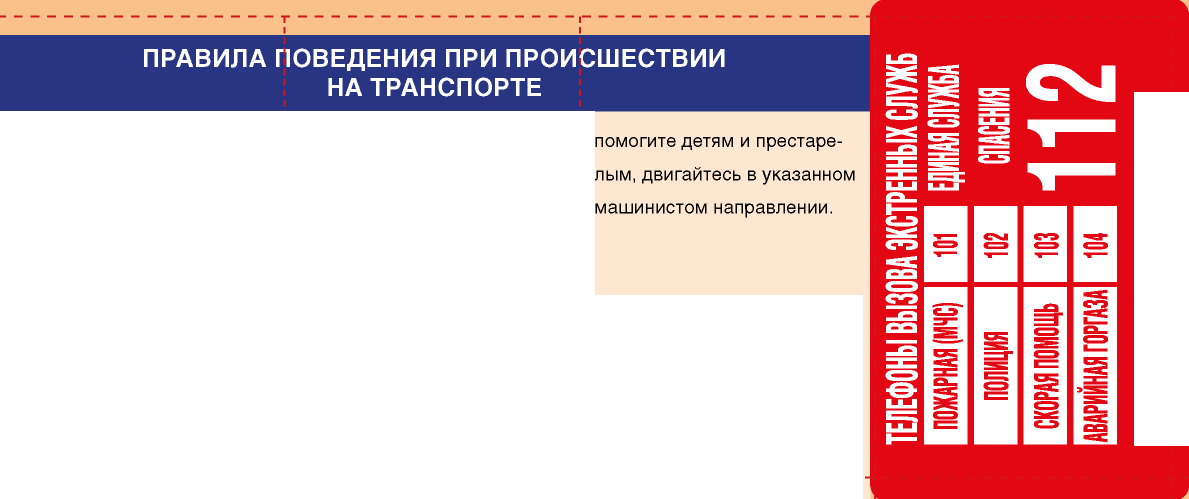 ПРАВИЛА ПОВЕДЕНИЯ ПРИ ПРОИСШЕСТВИИ
НА ТРАНСПОРТЕ
помогите детям и престаре-
лым, двигайтесь в указанном
машинистом направлении.
ТЕЛЕФОНЫ ВЫЗОВА ЭКСТРЕННЫХ СЛУЖБ
ЕДИНАЯ СЛУЖБА
СПАСЕНИЯ
112
ПОЖАРНАЯ (МЧС) 101
ПОЛИЦИЯ 102
СКОРАЯ ПОМОЩЬ 103
АВАРИЙНАЯ ГОРГАЗА 104